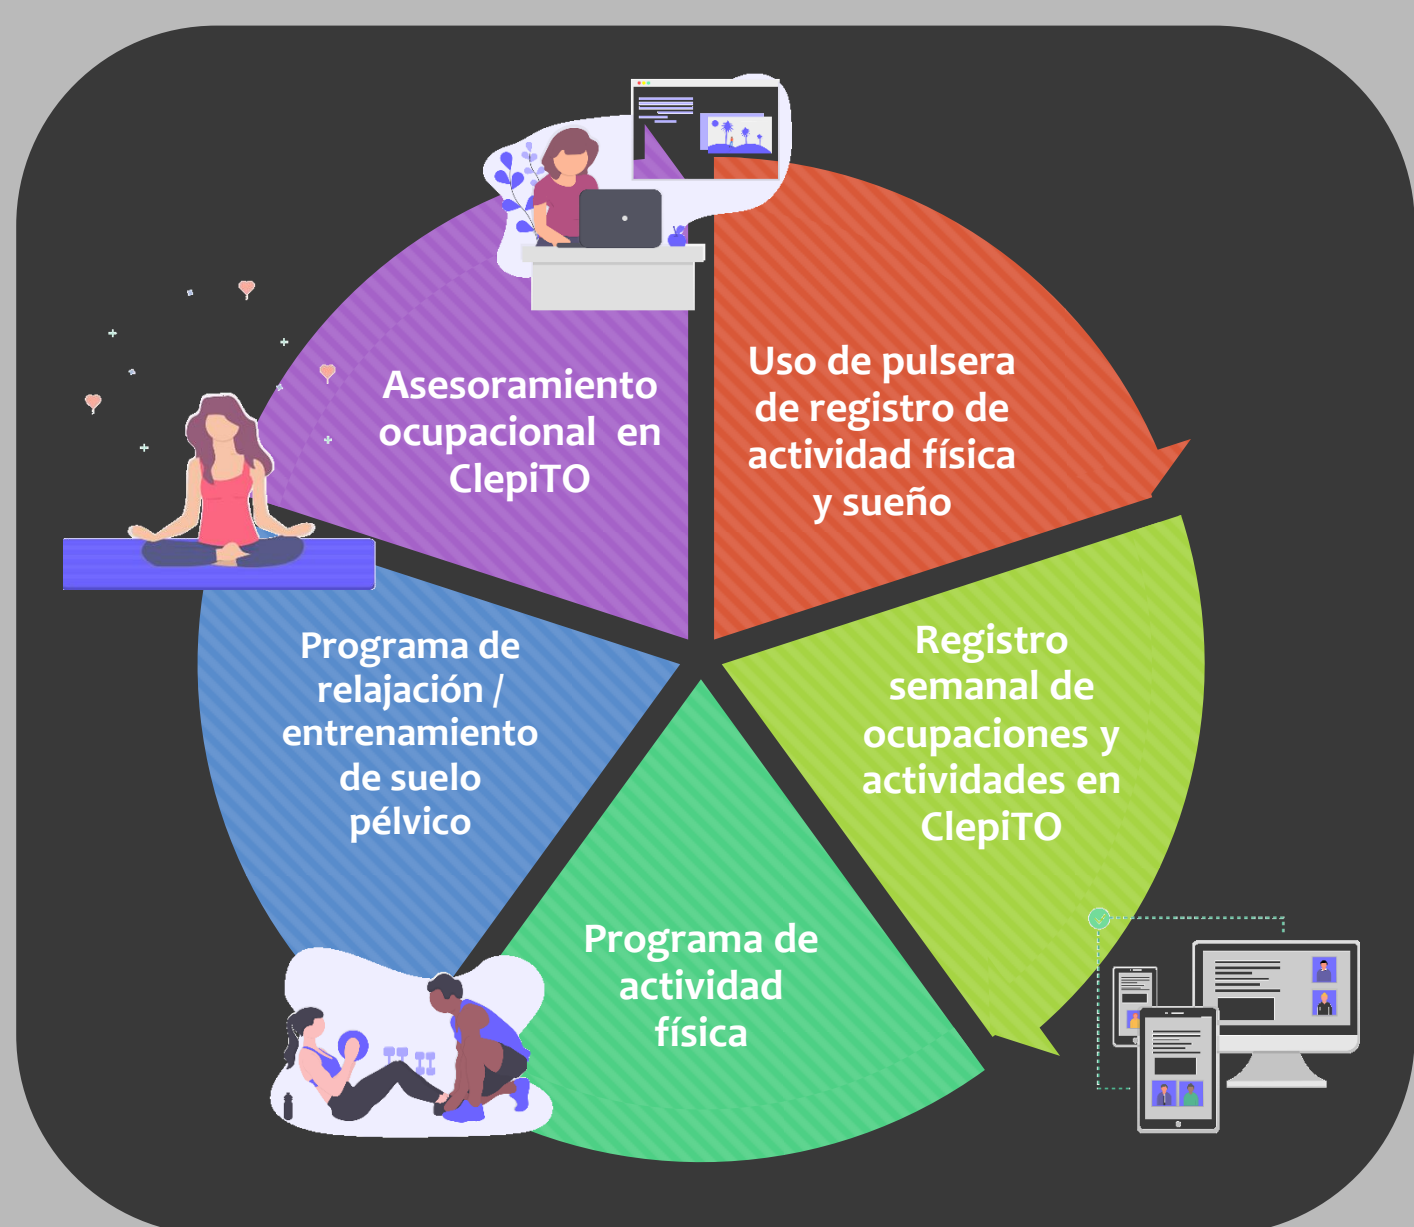 Uso de pulsera
de registro de
actividad física
y sueño
Registro
semanal de
ocupaciones y
actividades en
ClepiTO
Programa de
actividad
física
Programa de
relajación /
entrenamiento
de suelo
pélvico
Asesoramiento
ocupacional en
ClepiTO